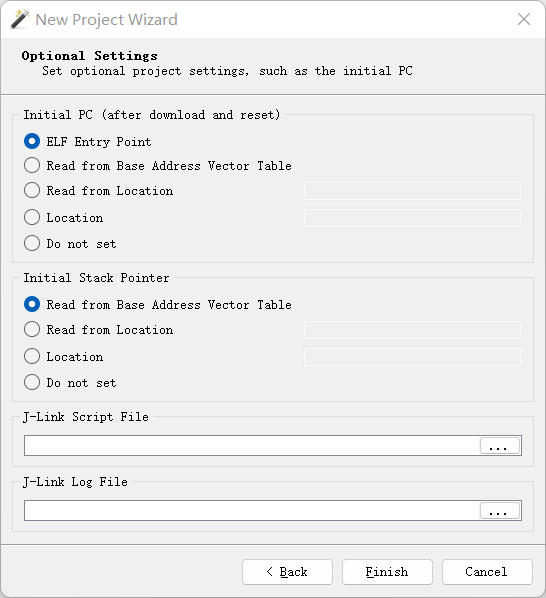 New Project Wizard
Optional Settings
Set optional project settings, such as the initial PC
Initial PC (after download and reset)
ELF Entry Point
Read from Base Address Vector Table
Read from Location
Location
Do not set
Initial Stack Pointer
Read from Base Address Vector Table
Read from Location
Location
Do not set
J-Link Script File
...
J-Link Log File
...
< Back
Finish
Cancel